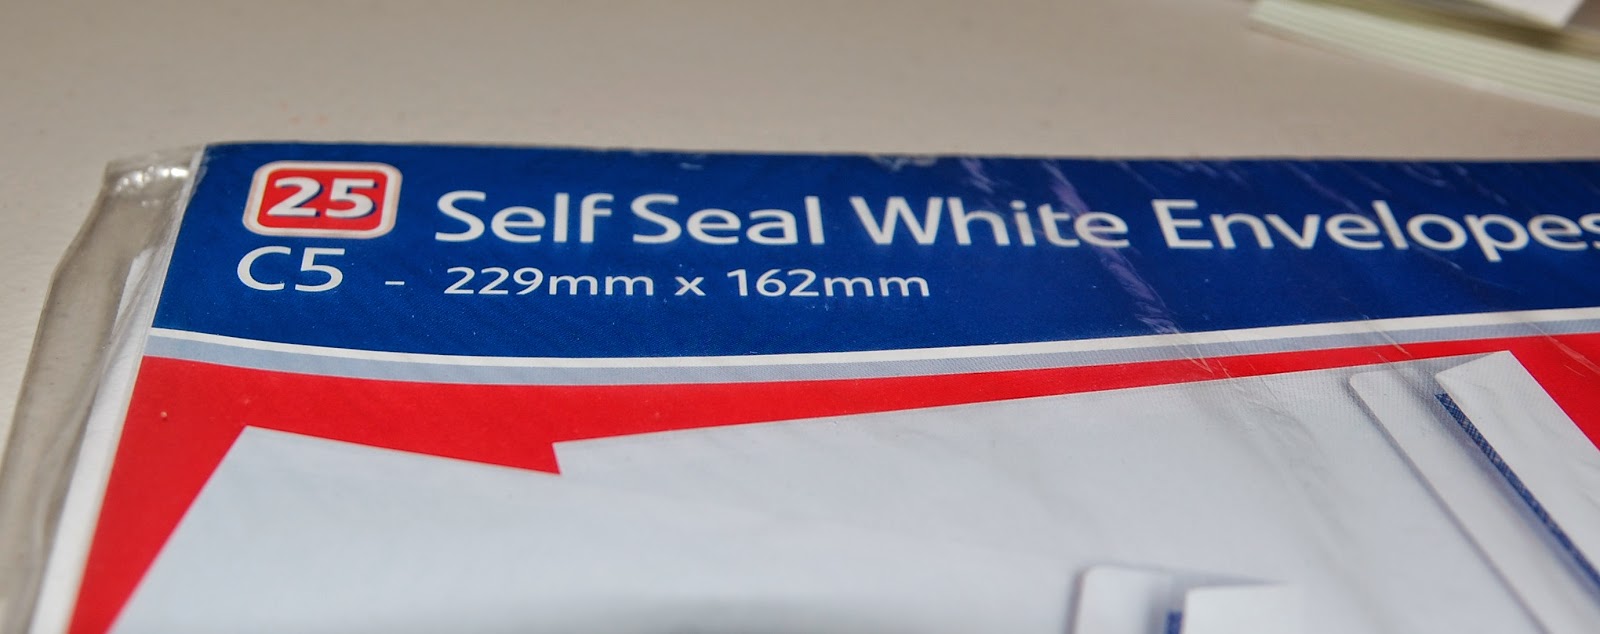 25 Self Seal White Envelopes
C5 - 229mm x 162mm